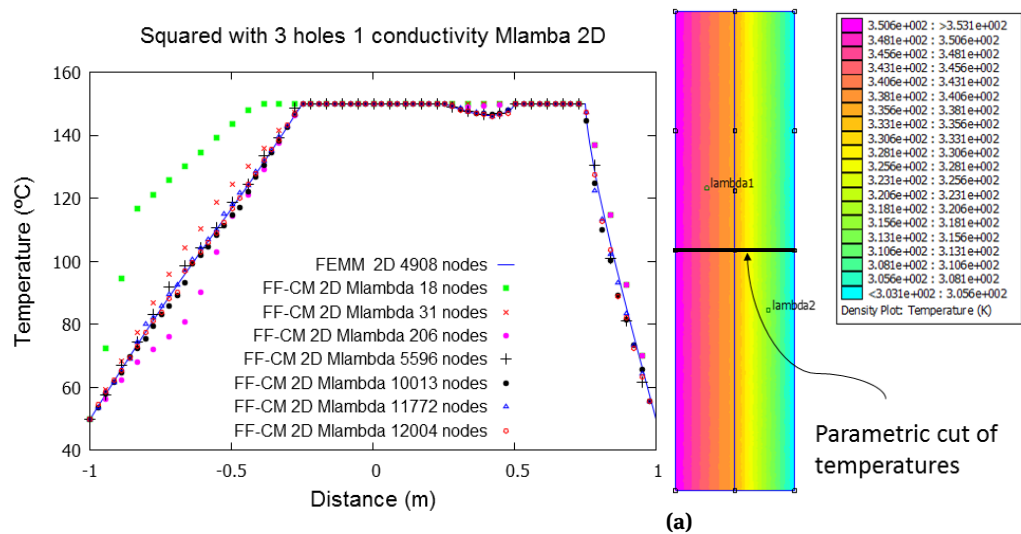 Squared with 3 holes 1 conductivity Mlamba 2D
160
140
120
100
80
60
40
Temperature (ºC)
FEMM 2D 4908 nodes
FF-CM 2D Mlambda 18 nodes
FF-CM 2D Mlambda 31 nodes
FF-CM 2D Mlambda 206 nodes
FF-CM 2D Mlambda 5596 nodes
FF-CM 2D Mlambda 10013 nodes
FF-CM 2D Mlambda 11772 nodes
FF-CM 2D Mlambda 12004 nodes
-1
-0.5
0
0.5
1
Distance (m)
lambda1
lambda2
3.506e+002 : >3.531e+002
3.481e+002 : 3.506e+002
3.456e+002 : 3.481e+002
3.431e+002 : 3.456e+002
3.406e+002 : 3.431e+002
3.381e+002 : 3.406e+002
3.356e+002 : 3.381e+002
3.331e+002 : 3.356e+002
3.306e+002 : 3.331e+002
3.281e+002 : 3.306e+002
3.256e+002 : 3.281e+002
3.231e+002 : 3.256e+002
3.206e+002 : 3.231e+002
3.181e+002 : 3.206e+002
3.156e+002 : 3.181e+002
3.131e+002 : 3.156e+002
3.106e+002 : 3.131e+002
3.081e+002 : 3.106e+002
3.056e+002 : 3.081e+002
<3.031e+002 : 3.056e+002
Density Plot: Temperature (K)
Parametric cut of
temperatures
(a)